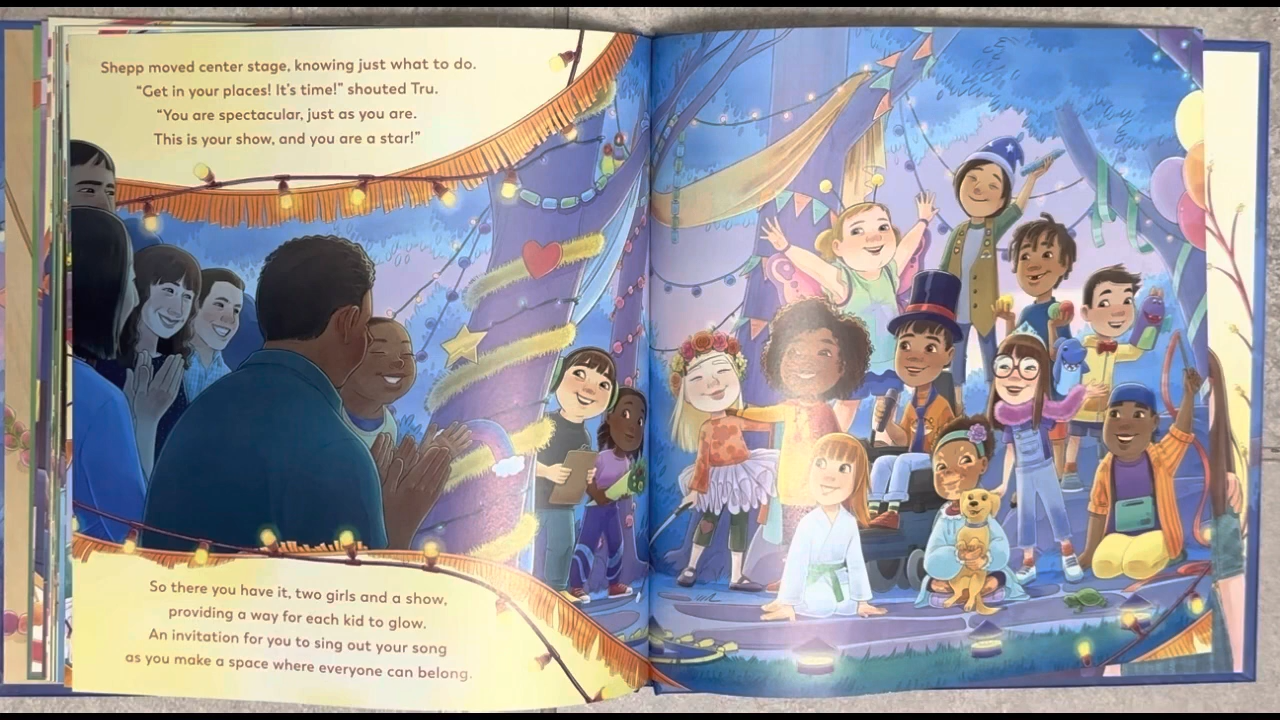 Shepp moved center stage, knowing just what to do.
“Get in your places! It’s time!” shouted Tru.
“You are spectacular, just as you are.
This is your show, and you are a star!”
So there you have it, two girls and a show,
providing a way for each kid to glow.
An invitation for you to sing out your song
as you make a space where everyone can belong.